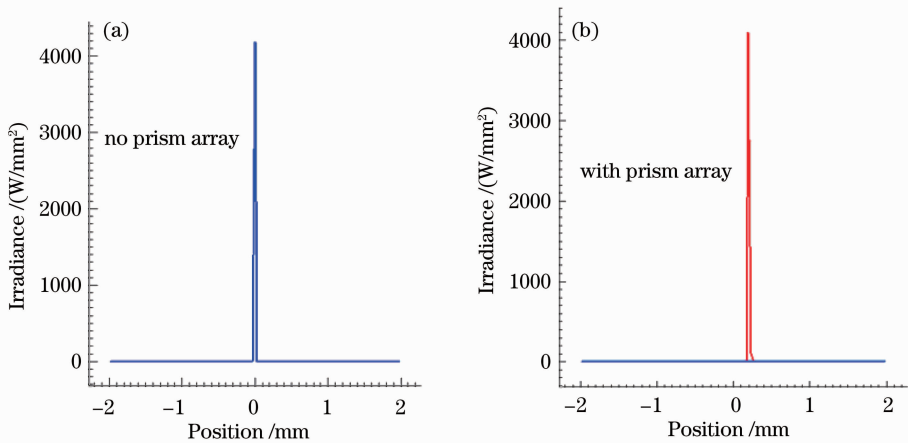 (a)
4000
3000
2000
1000
0
Irradiance /(W/mm²)
no prism array
−2
−1
0
1
2
Position /mm
(b)
4000
3000
2000
1000
0
Irradiance /(W/mm²)
with prism array
−2
−1
0
1
2
Position /mm